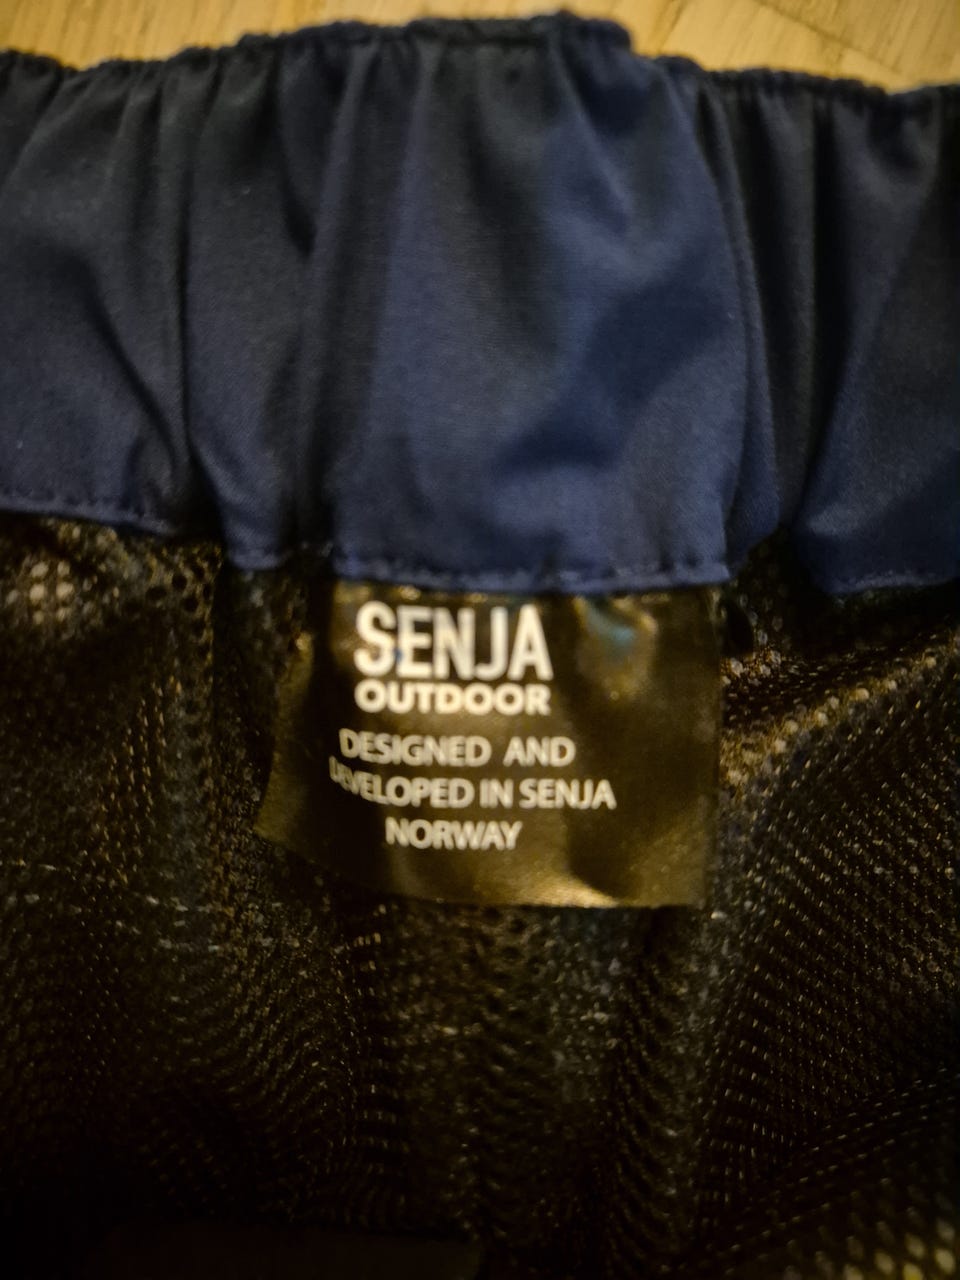 SENJA
OUTDOOR
DESIGNED AND
DEVELOPED IN SENJA
NORWAY